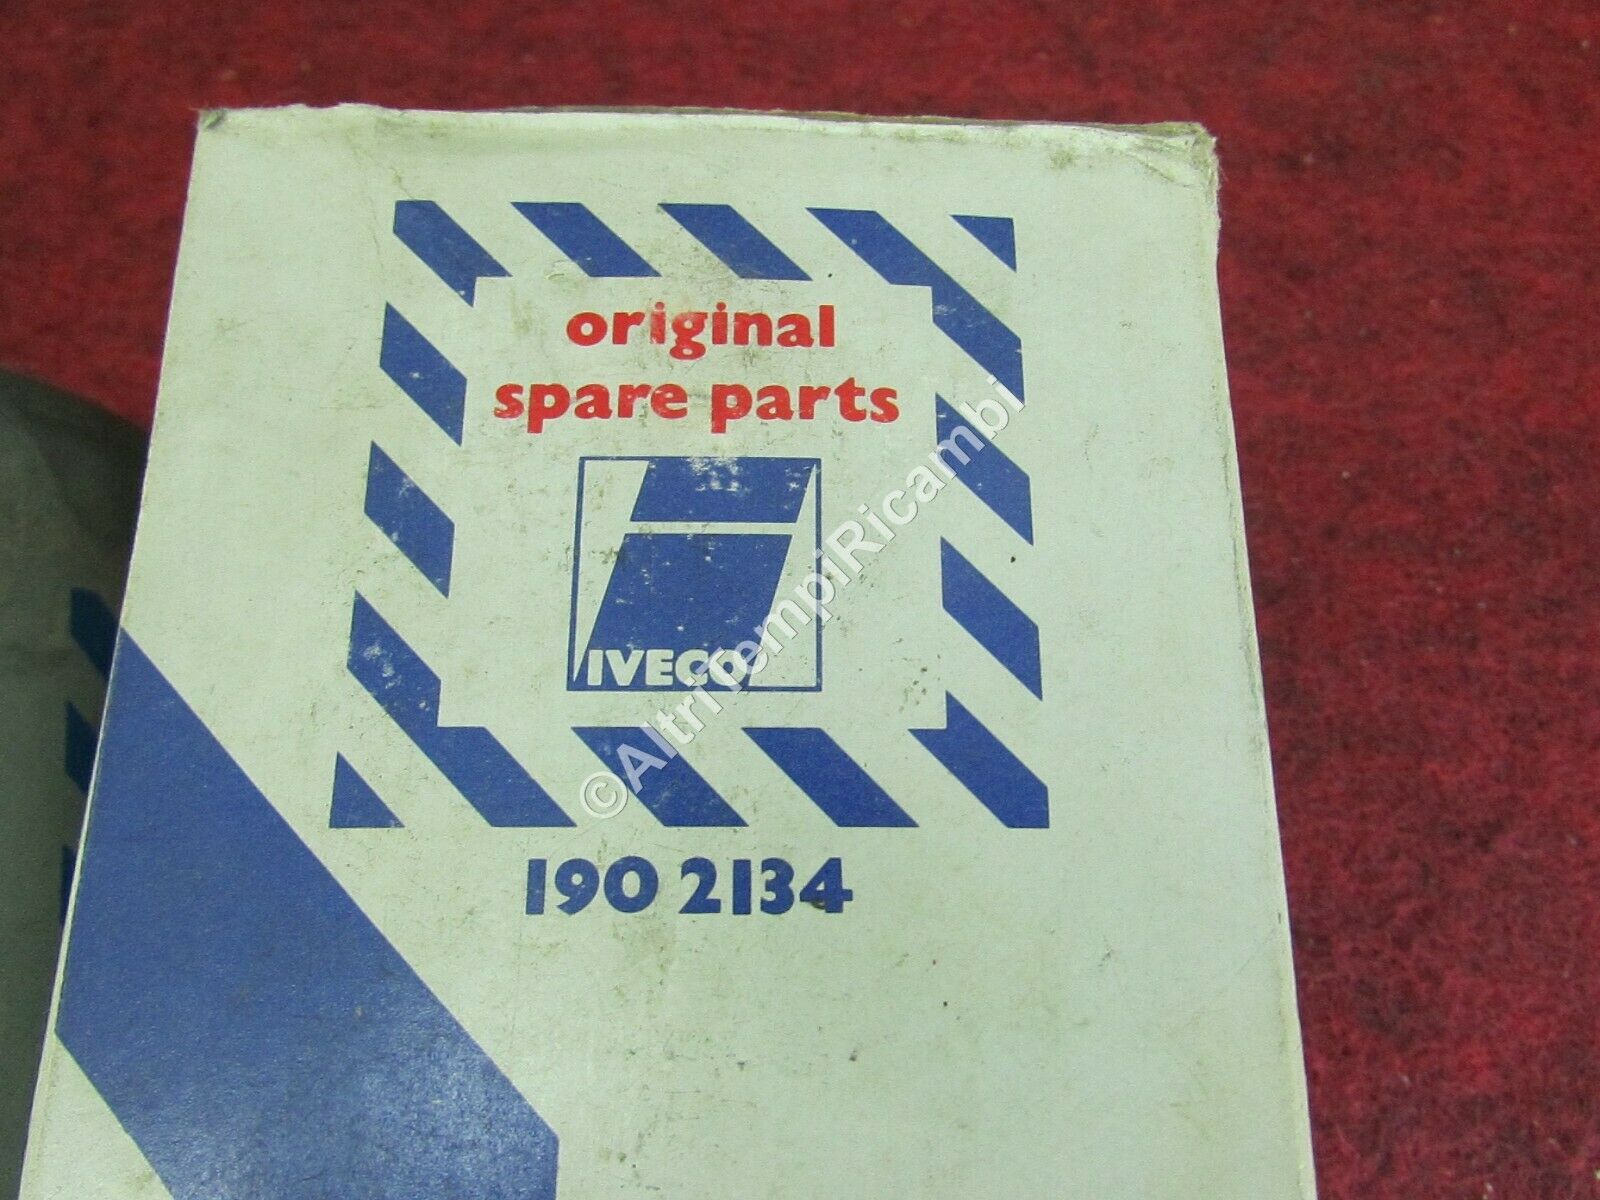 original
spare parts
IVECO
190 2134
©AltriTempiRicambi